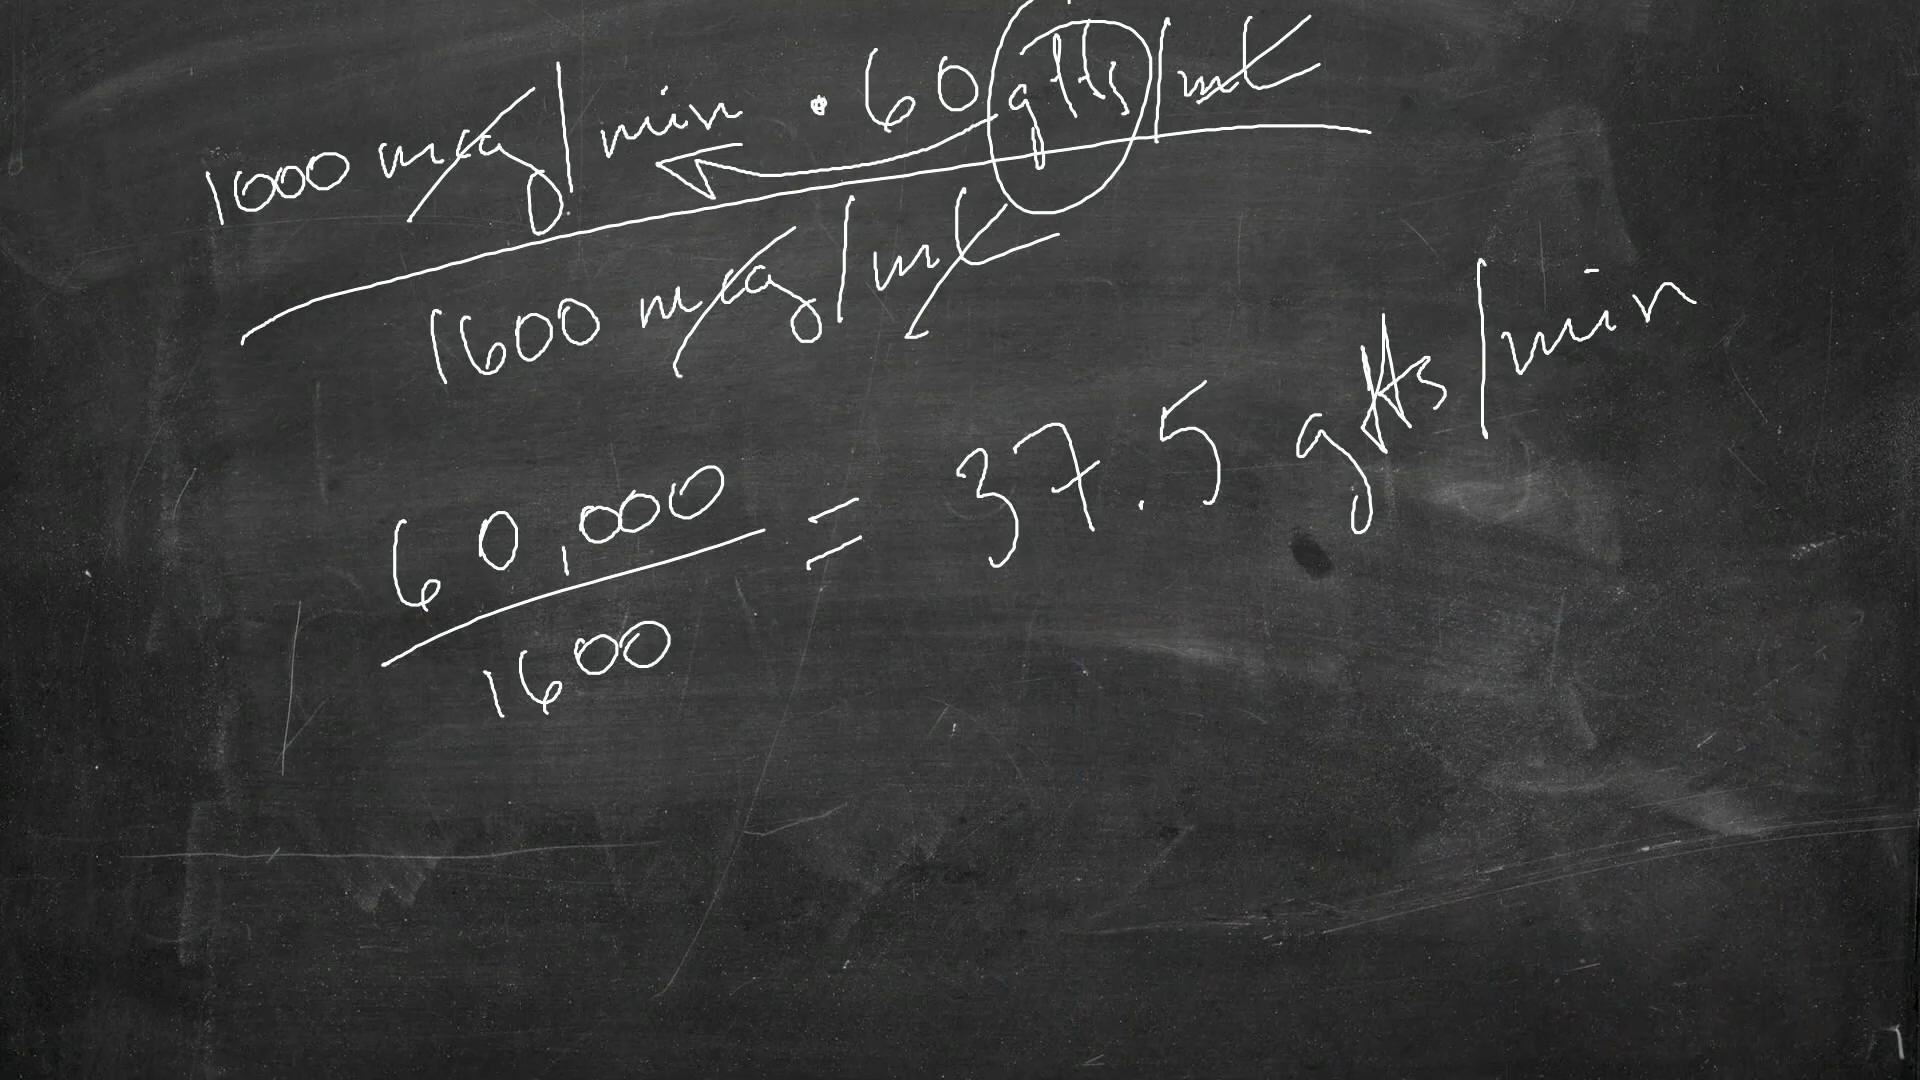 1000 mcg/min • 60 gtts/mL
1600 mcg/mL
60,000
1600
= 37.5 gtts/min